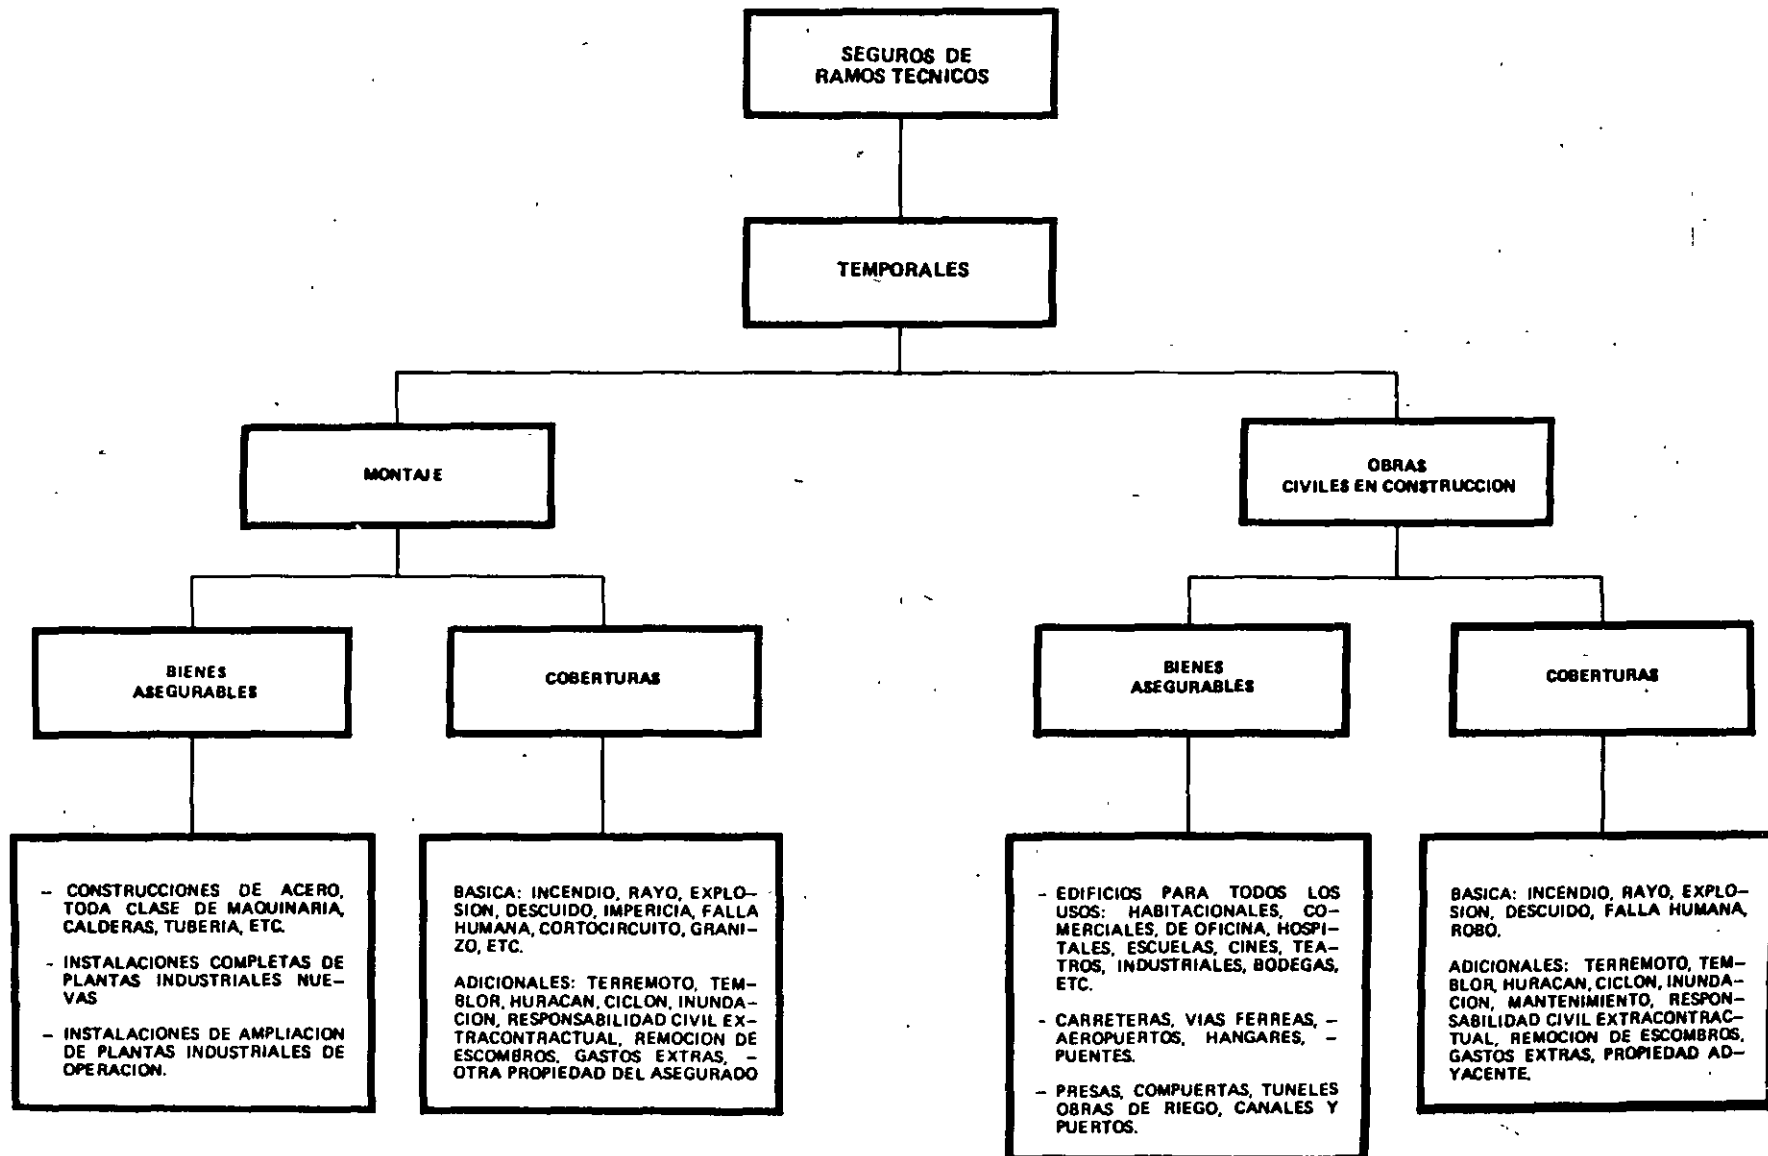 SEGUROS DE
RAMOS TECNICOS
TEMPORALES
MONTAJE
OBRAS
CIVILES EN CONSTRUCCION
BIENES
ASEGURABLES
COBERTURAS
BIENES
ASEGURABLES
COBERTURAS
– CONSTRUCCIONES DE ACERO,
TODA CLASE DE MAQUINARIA,
CALDERAS, TUBERIA, ETC.
– INSTALACIONES COMPLETAS DE
PLANTAS INDUSTRIALES NUE–
VAS
– INSTALACIONES DE AMPLIACION
DE PLANTAS INDUSTRIALES DE
OPERACION.
BASICA: INCENDIO, RAYO, EXPLO–
SION, DESCUIDO, IMPERICIA, FALLA
HUMANA, CORTOCIRCUITO, GRANI–
ZO, ETC.
ADICIONALES: TERREMOTO, TEM–
BLOR, HURACAN, CICLON, INUNDA–
CION, RESPONSABILIDAD CIVIL EX–
TRACONTRACTUAL, REMOCION DE
ESCOMBROS, GASTOS EXTRAS, –
OTRA PROPIEDAD DEL ASEGURADO
– EDIFICIOS PARA TODOS LOS
USOS: HABITACIONALES, CO–
MERCIALES, DE OFICINA, HOSPI–
TALES, ESCUELAS, CINES, TEA–
TROS, INDUSTRIALES, BODEGAS,
ETC.
– CARRETERAS, VIAS FERREAS, –
AEROPUERTOS, HANGARES, –
PUENTES.
– PRESAS, COMPUERTAS, TUNELES
OBRAS DE RIEGO, CANALES Y
PUERTOS.
BASICA: INCENDIO, RAYO, EXPLO–
SION, DESCUIDO, FALLA HUMANA,
ROBO.
ADICIONALES: TERREMOTO, TEM–
BLOR, HURACAN, CICLON, INUNDA–
CION, MANTENIMIENTO, RESPON–
SABILIDAD CIVIL EXTRACONTRAC–
TUAL, REMOCION DE ESCOMBROS,
GASTOS EXTRAS, PROPIEDAD AD–
YACENTE.